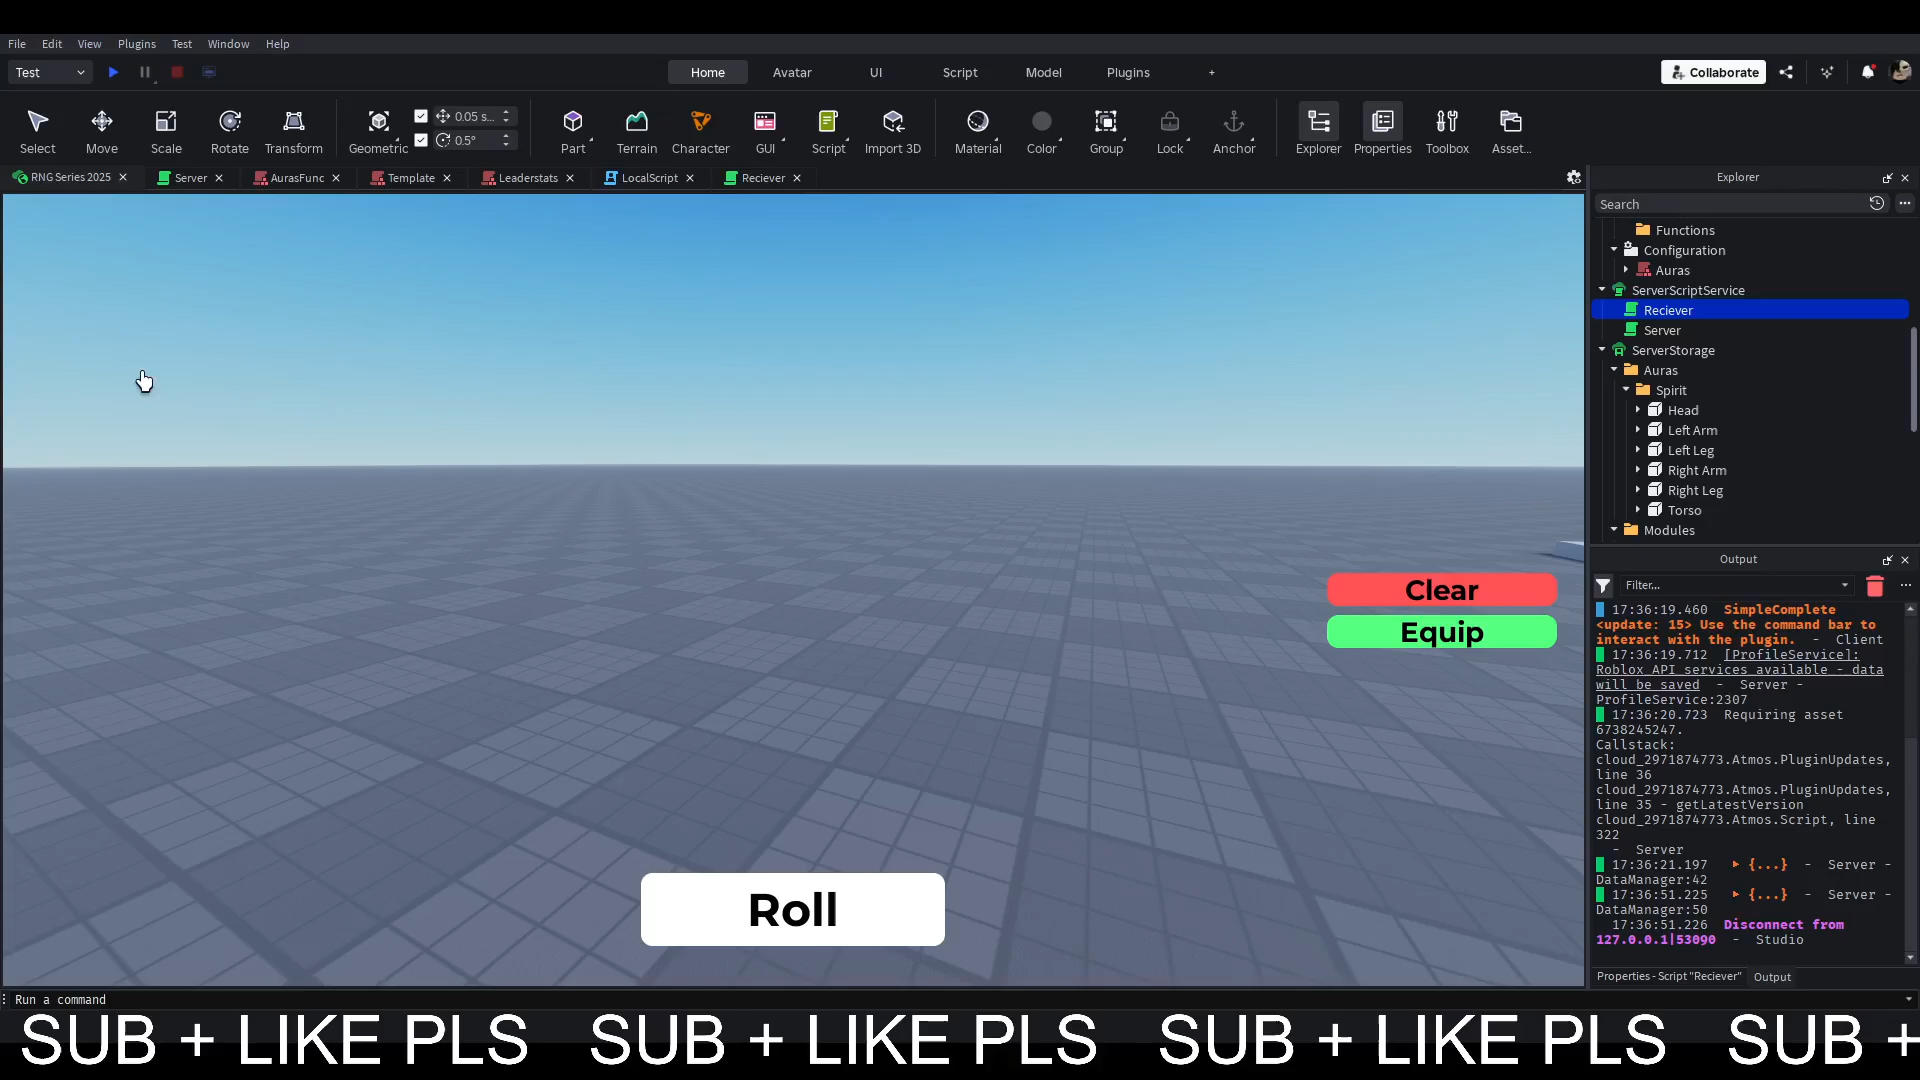 File Edit View Plugins Test Window Help
Test Home Avatar UI Script Model Plugins + Collaborate
0.05 s...
0.5°
Select Move Scale Rotate Transform Geometric Part Terrain Character GUI Script Import 3D Material Color Group Lock Anchor Explorer Properties Toolbox Asset...
RNG Series 2025 Server AurasFunc Template Leaderstats LocalScript Reciever
Explorer
Search
Functions
Configuration
Auras
ServerScriptService
Reciever
Server
ServerStorage
Auras
Spirit
Head
Left Arm
Left Leg
Right Arm
Right Leg
Torso
Modules
Clear
Equip
Roll
Output
Filter...
17:36:19.460 SimpleComplete
<update: 15> Use the command bar to
interact with the plugin. - Client
17:36:19.712 [ProfileService]:
Roblox API services available - data
will be saved - Server -
ProfileService:2307
17:36:20.723 Requiring asset
6738245247.
Callstack:
cloud_2971874773.Atmos.PluginUpdates,
line 36
cloud_2971874773.Atmos.PluginUpdates,
line 35 - getLatestVersion
cloud_2971874773.Atmos.Script, line
322
- Server
17:36:21.197 {...} - Server -
DataManager:42
17:36:51.225 {...} - Server -
DataManager:50
17:36:51.226 Disconnect from
127.0.0.1|53090 - Studio
Properties - Script "Reciever" Output
Run a command
SUB + LIKE PLS SUB + LIKE PLS SUB + LIKE PLS SUB +